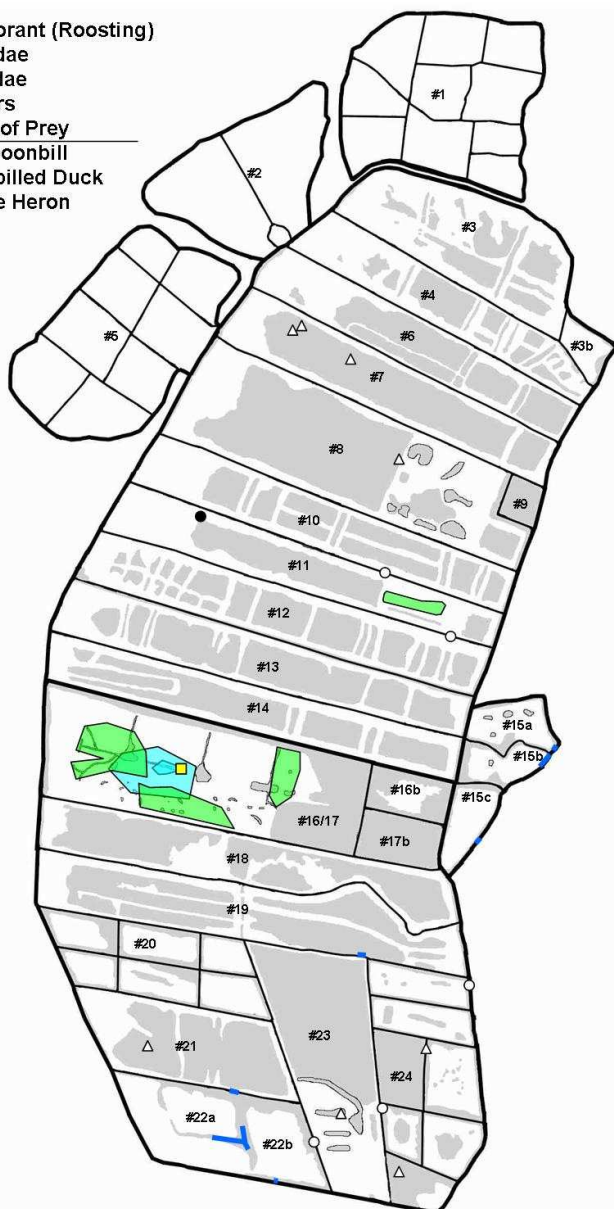 orant (Roosting)
dae
lae
rs
of Prey
oonbill
billed Duck
e Heron
#1
#2
#3
#4
#3b
#5
#6
#7
#8
#9
#10
#11
#12
#13
#14
#15a
#15b
#15c
#16b
#16/17
#17b
#18
#19
#20
#23
#21
#24
#22a
#22b